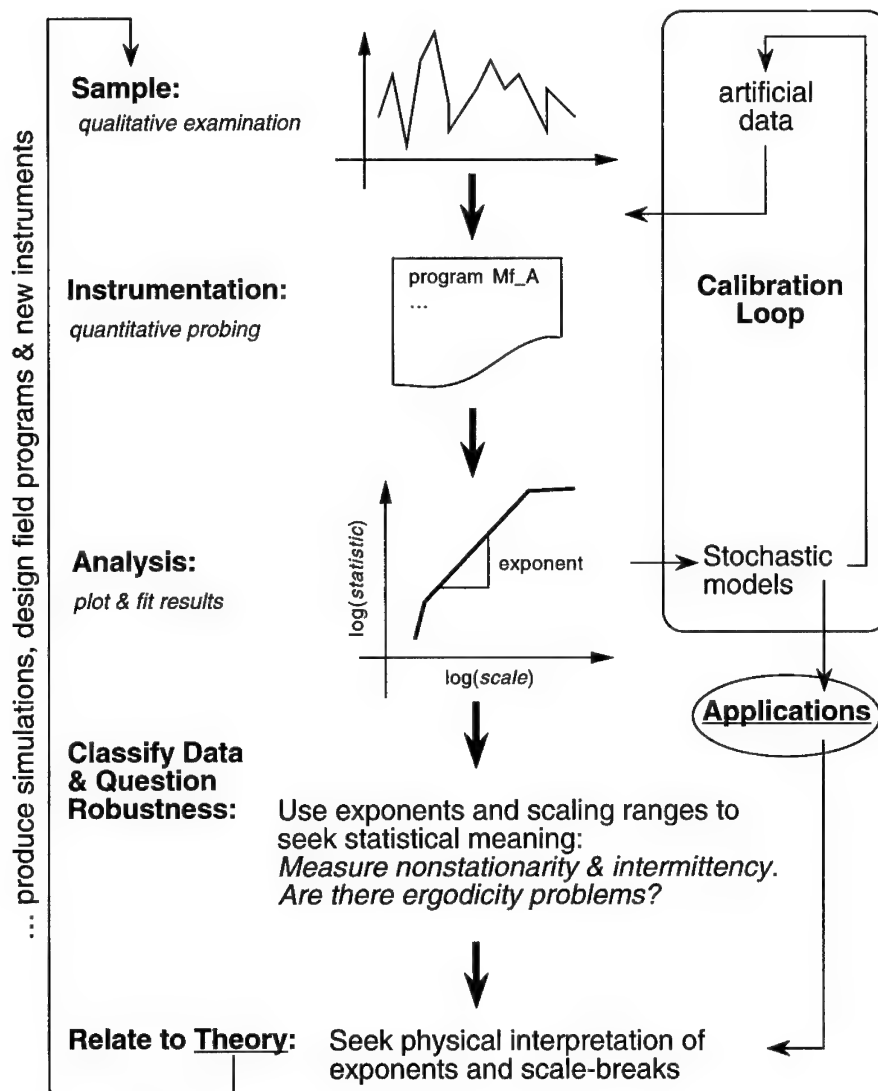 ... produce simulations, design field programs & new instruments
Sample:
qualitative examination
artificial
data
Instrumentation:
quantitative probing
program Mf_A
...
Calibration
Loop
Analysis:
plot & fit results
log(statistic)
exponent
log(scale)
Stochastic
models
Applications
Classify Data
& Question
Robustness:
Use exponents and scaling ranges to
seek statistical meaning:
Measure nonstationarity & intermittency.
Are there ergodicity problems?
Relate to Theory:
Seek physical interpretation of
exponents and scale-breaks